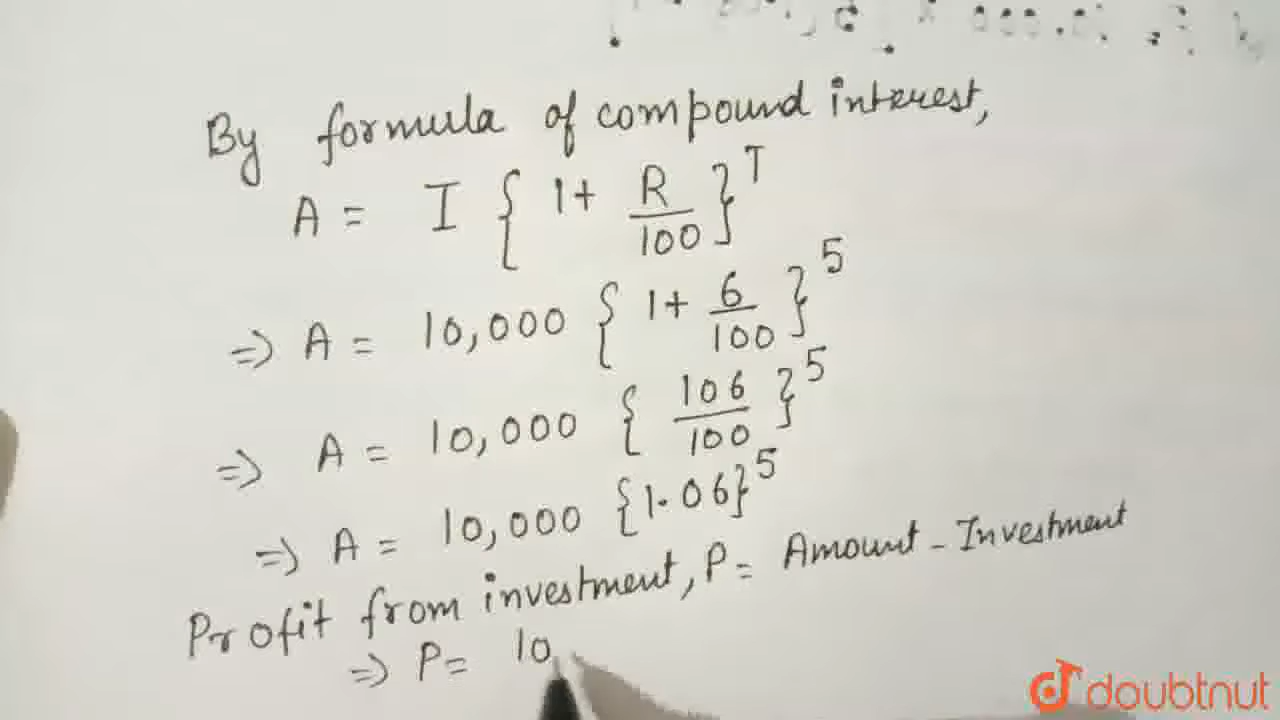 By formula of compound interest,
A = I { 1 + R/100 }^T
=> A = 10,000 { 1 + 6/100 }^5
=> A = 10,000 { 106/100 }^5
=> A = 10,000 {1.06}^5
Profit from investment, P = Amount - Investment
=> P = 10
doubtnut